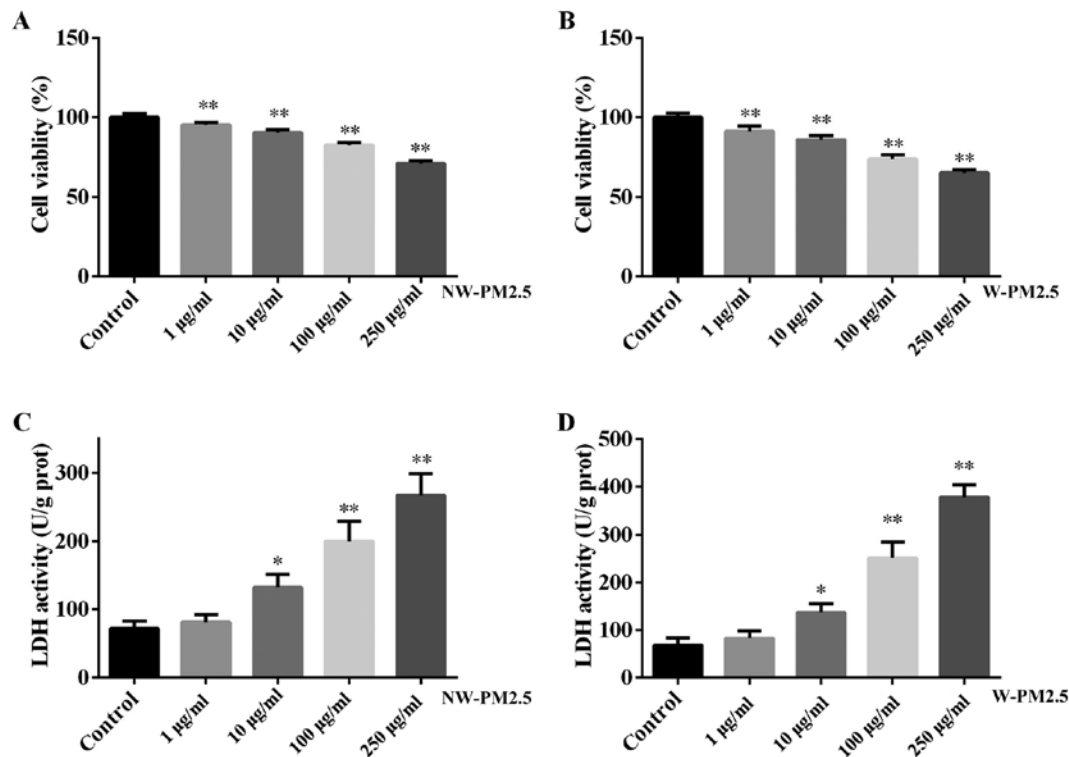 A
Cell viablity (%)
150
100
50
0
**
**
**
**
Control
1 µg/ml
10 µg/ml
100 µg/ml
250 µg/ml
NW-PM2.5
B
Cell viablity (%)
150
100
50
0
**
**
**
**
Control
1 µg/ml
10 µg/ml
100 µg/ml
250 µg/ml
W-PM2.5
C
LDH activity (U/g prot)
300
200
100
0
*
**
**
Control
1 µg/ml
10 µg/ml
100 µg/ml
250 µg/ml
NW-PM2.5
D
LDH activity (U/g prot)
500
400
300
200
100
0
*
**
**
Control
1 µg/ml
10 µg/ml
100 µg/ml
250 µg/ml
W-PM2.5